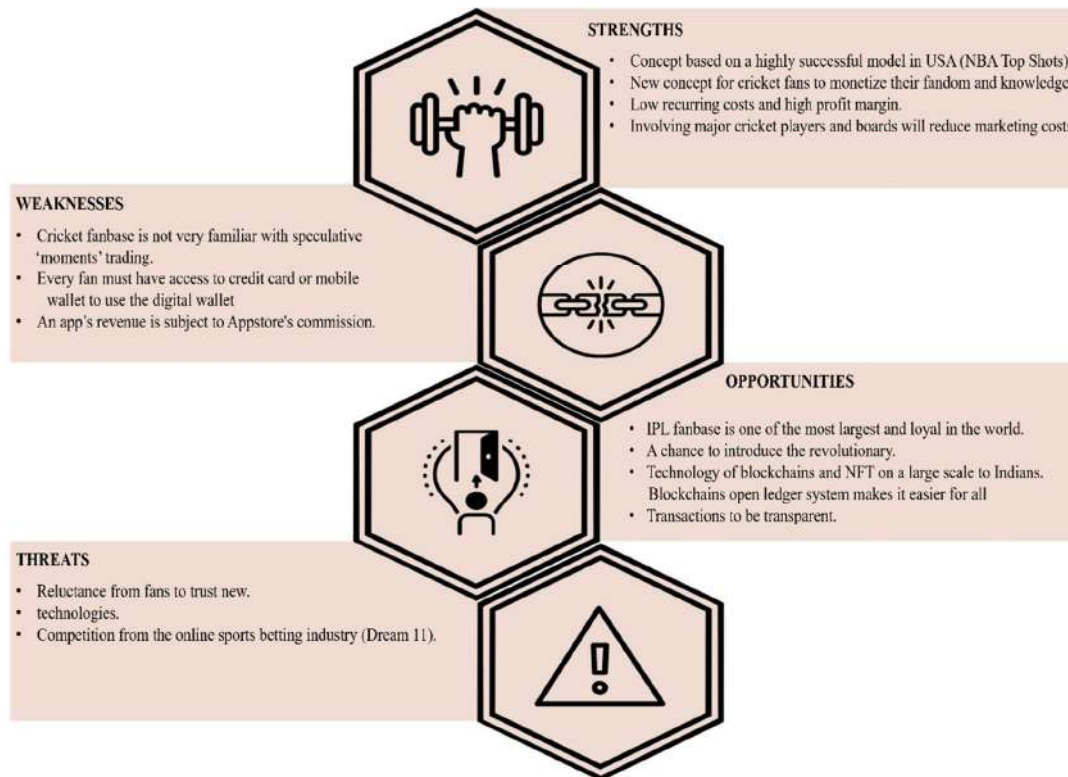 STRENGTHS
• Concept based on a highly successful model in USA (NBA Top Shots)
• New concept for cricket fans to monetize their fandom and knowledge
• Low recurring costs and high profit margin.
• Involving major cricket players and boards will reduce marketing costs
WEAKNESSES
• Cricket fanbase is not very familiar with speculative
‘moments’ trading.
• Every fan must have access to credit card or mobile
wallet to use the digital wallet
• An app's revenue is subject to Appstore's commission.
OPPORTUNITIES
• IPL fanbase is one of the most largest and loyal in the world.
• A chance to introduce the revolutionary.
• Technology of blockchains and NFT on a large scale to Indians.
Blockchains open ledger system makes it easier for all
• Transactions to be transparent.
THREATS
• Reluctance from fans to trust new.
• technologies.
• Competition from the online sports betting industry (Dream 11).